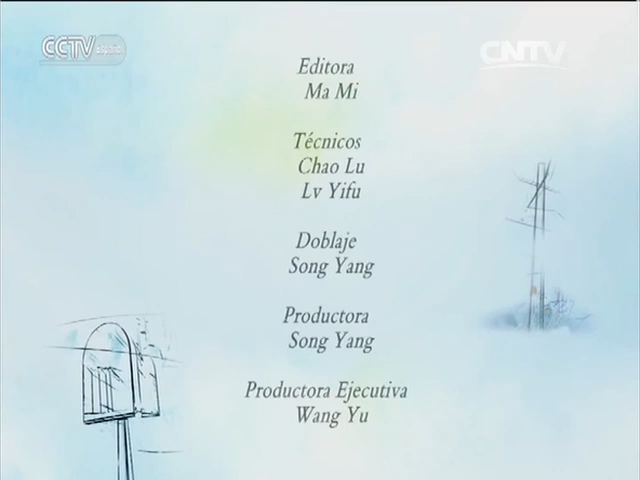 CCTV Español
CNTV
Editora
Ma Mi
Técnicos
Chao Lu
Lv Yifu
Doblaje
Song Yang
Productora
Song Yang
Productora Ejecutiva
Wang Yu